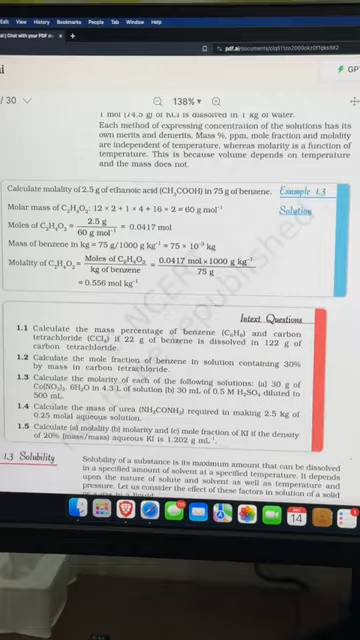 Edit View History Bookmarks People Tab Window Help
al | Chat with your PDF do
ai
GPT
/ 30
138%
1 mol (74.5 g) of KCl is dissolved in 1 kg of water.
Each method of expressing concentration of the solutions has its
own merits and demerits. Mass %, ppm, mole fraction and molality
are independent of temperature, whereas molarity is a function of
temperature. This is because volume depends on temperature
and the mass does not.
Calculate molality of 2.5 g of ethanoic acid (CH₃COOH) in 75 g of benzene. Example 1.3
Molar mass of C₂H₄O₂: 12 × 2 + 1 × 4 + 16 × 2 = 60 g mol⁻¹ Solution
Moles of C₂H₄O₂ = 2.5 g / 60 g mol⁻¹ = 0.0417 mol
Mass of benzene in kg = 75 g/1000 g kg⁻¹ = 75 × 10⁻³ kg
Molality of C₂H₄O₂ = Moles of C₂H₄O₂ / kg of benzene = 0.0417 mol × 1000 g kg⁻¹ / 75 g
= 0.556 mol kg⁻¹
Intext Questions
1.1 Calculate the mass percentage of benzene (C₆H₆) and carbon
tetrachloride (CCl₄) if 22 g of benzene is dissolved in 122 g of
carbon tetrachloride.
1.2 Calculate the mole fraction of benzene in solution containing 30%
by mass in carbon tetrachloride.
1.3 Calculate the molarity of each of the following solutions: (a) 30 g of
Co(NO₃)₂. 6H₂O in 4.3 L of solution (b) 30 mL of 0.5 M H₂SO₄ diluted to
500 mL.
1.4 Calculate the mass of urea (NH₂CONH₂) required in making 2.5 kg of
0.25 molal aqueous solution.
1.5 Calculate (a) molality (b) molarity and (c) mole fraction of KI if the density
of 20% (mass/mass) aqueous KI is 1.202 g mL⁻¹.
1.3 Solubility
Solubility of a substance is its maximum amount that can be dissolved
in a specified amount of solvent at a specified temperature. It depends
upon the nature of solute and solvent as well as temperature and
pressure. Let us consider the effect of these factors in solution of a solid
14